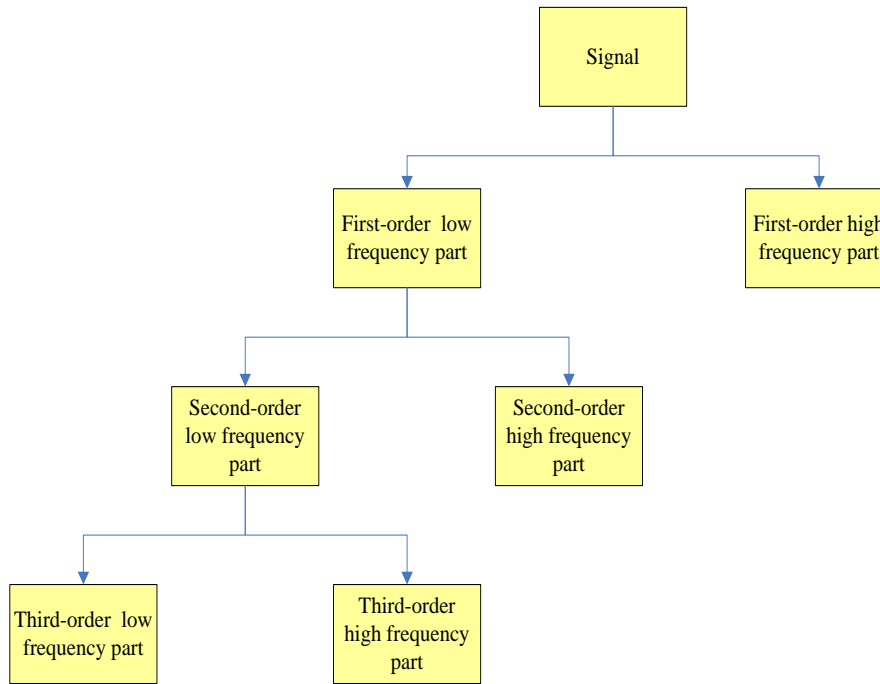 Signal
First-order low
frequency part
First-order high
frequency part
Second-order
low frequency
part
Second-order
high frequency
part
Third-order low
frequency part
Third-order
high frequency
part